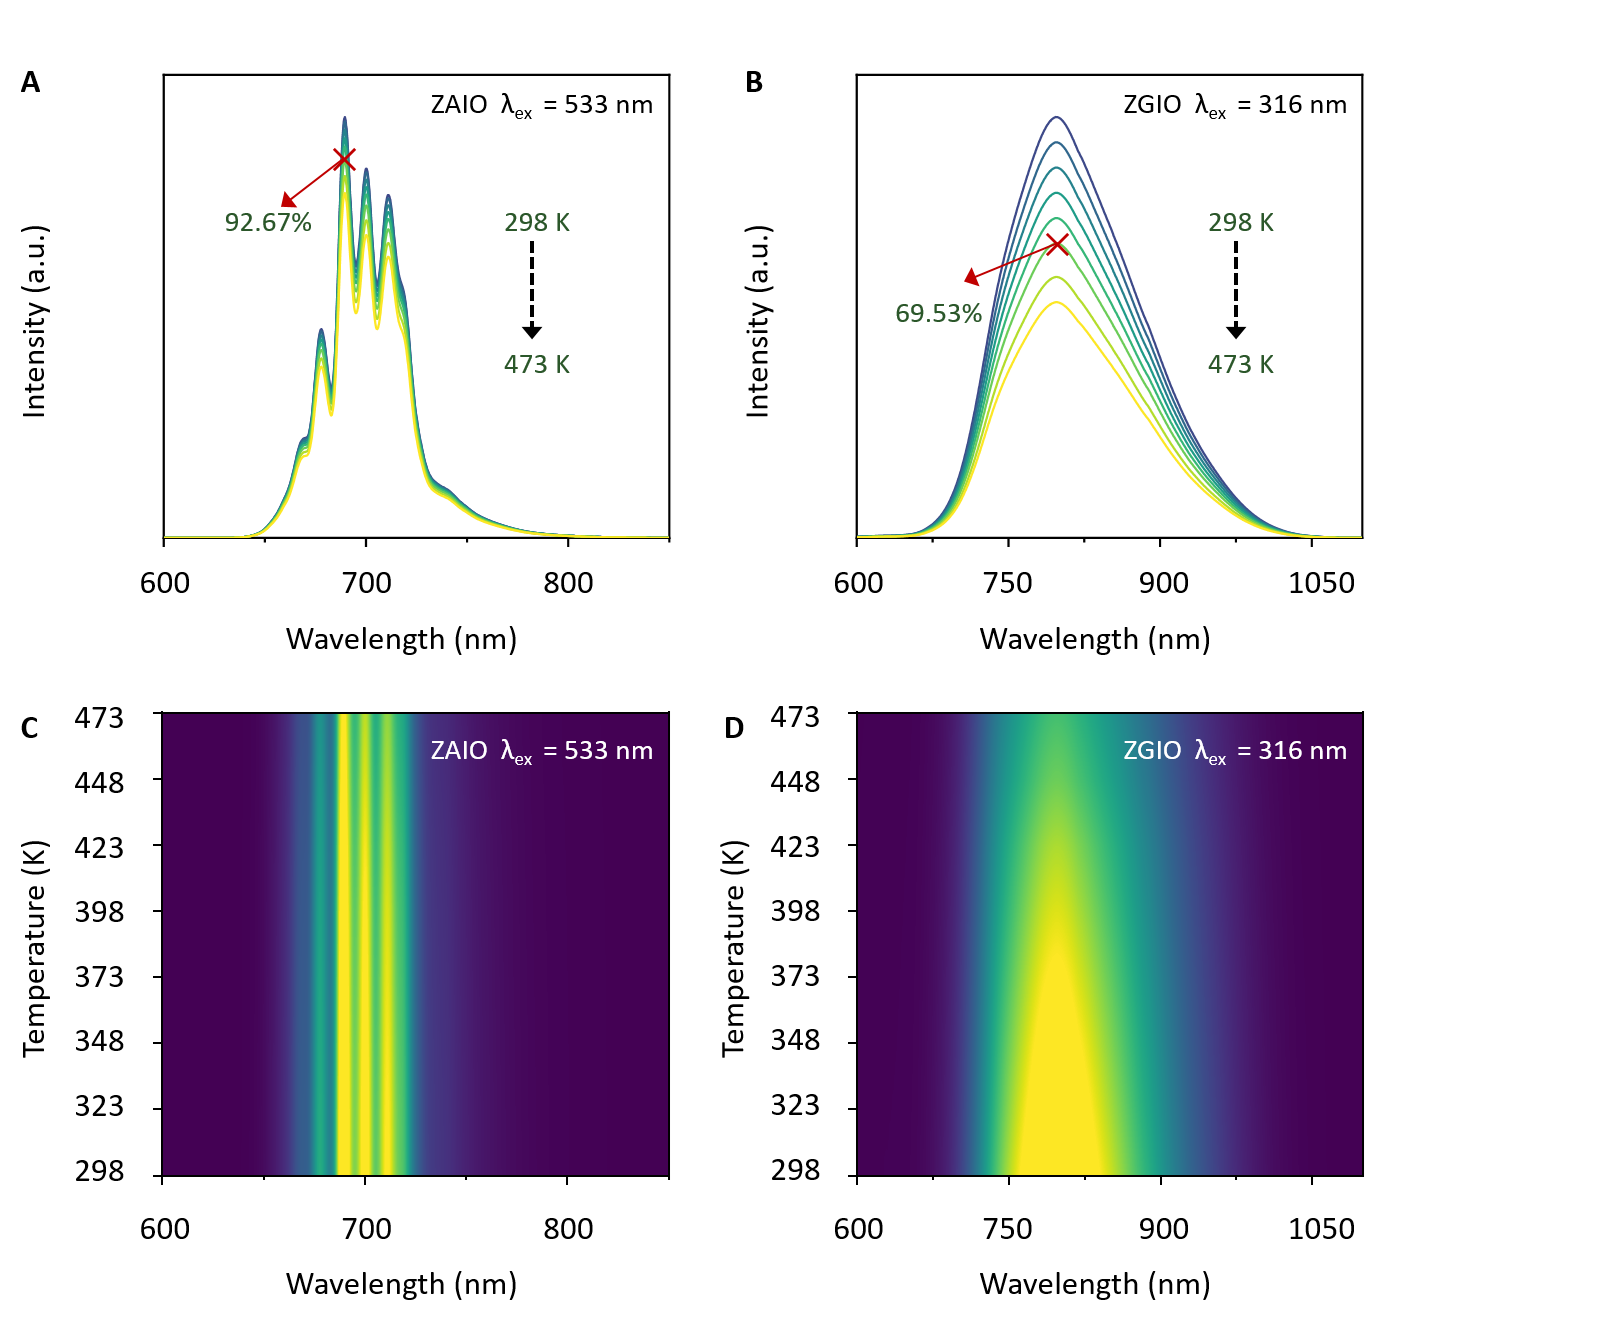 A
ZAIO λex = 533 nm
92.67%
298 K
473 K
Intensity (a.u.)
600 700 800
Wavelength (nm)
B
ZGIO λex = 316 nm
69.53%
298 K
473 K
Intensity (a.u.)
600 750 900 1050
Wavelength (nm)
C
ZAIO λex = 533 nm
473
448
423
398
373
348
323
298
Temperature (K)
600 700 800
Wavelength (nm)
D
ZGIO λex = 316 nm
473
448
423
398
373
348
323
298
Temperature (K)
600 750 900 1050
Wavelength (nm)